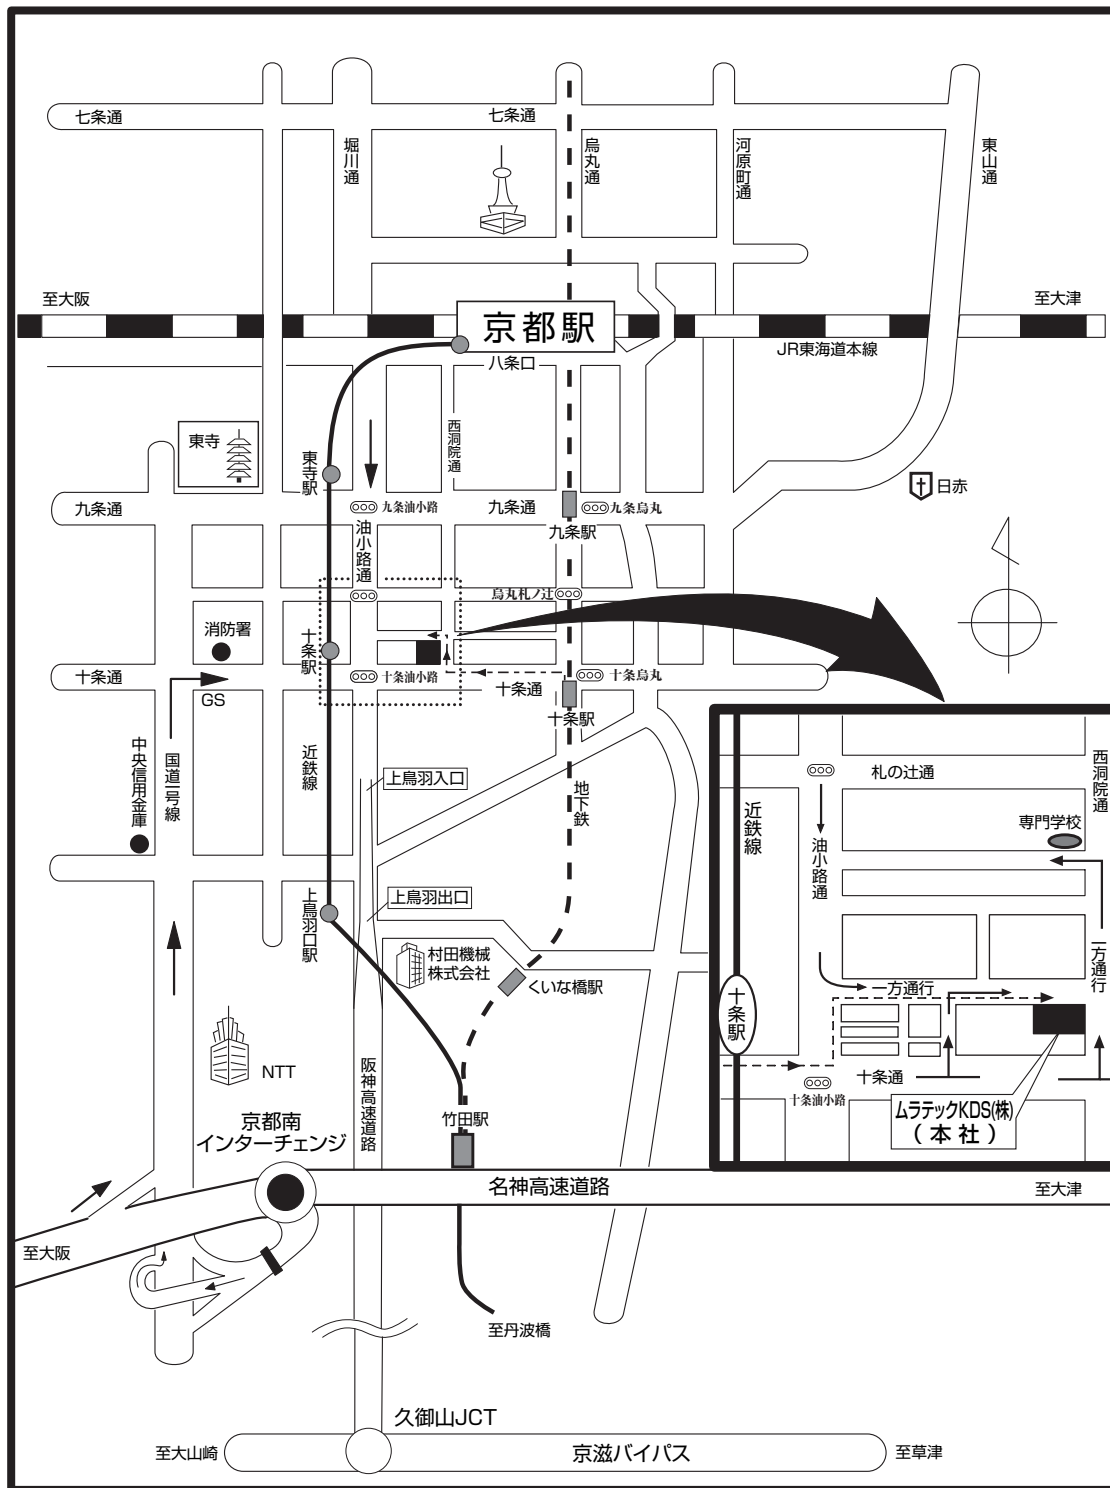 七条通
七条通
堀川通
烏丸通
河原町通
東山通
至大阪
京都駅
至大津
JR東海道本線
八条口
東寺
西洞院通
東寺駅
九条通
九条油小路
九条通
九条烏丸
日赤
油小路通
九条駅
烏丸札ノ辻
消防署
十条駅
十条通
十条油小路
十条通
十条烏丸
GS
十条駅
中央信用金庫
国道一号線
近鉄線
上鳥羽入口
地下鉄
上鳥羽口駅
上鳥羽出口
村田機械
株式会社
くいな橋駅
NTT
阪神高速道路
竹田駅
京都南
インターチェンジ
名神高速道路
至大津
至大阪
至丹波橋
久御山JCT
至大山崎
京滋バイパス
至草津
札の辻通
西洞院通
近鉄線
専門学校
油小路通
一方通行
一方通行
十条駅
十条通
十条油小路
ムラテックKDS(株)
(本社)